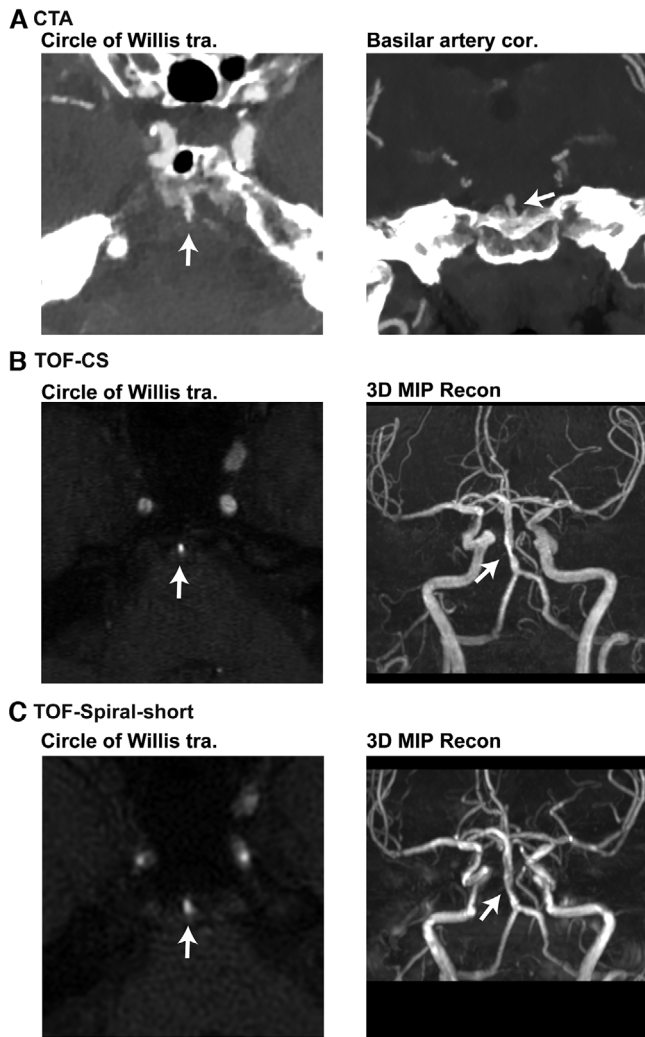 A CTA
Circle of Willis tra. Basilar artery cor.
B TOF-CS
Circle of Willis tra. 3D MIP Recon
C TOF-Spiral-short
Circle of Willis tra. 3D MIP Recon